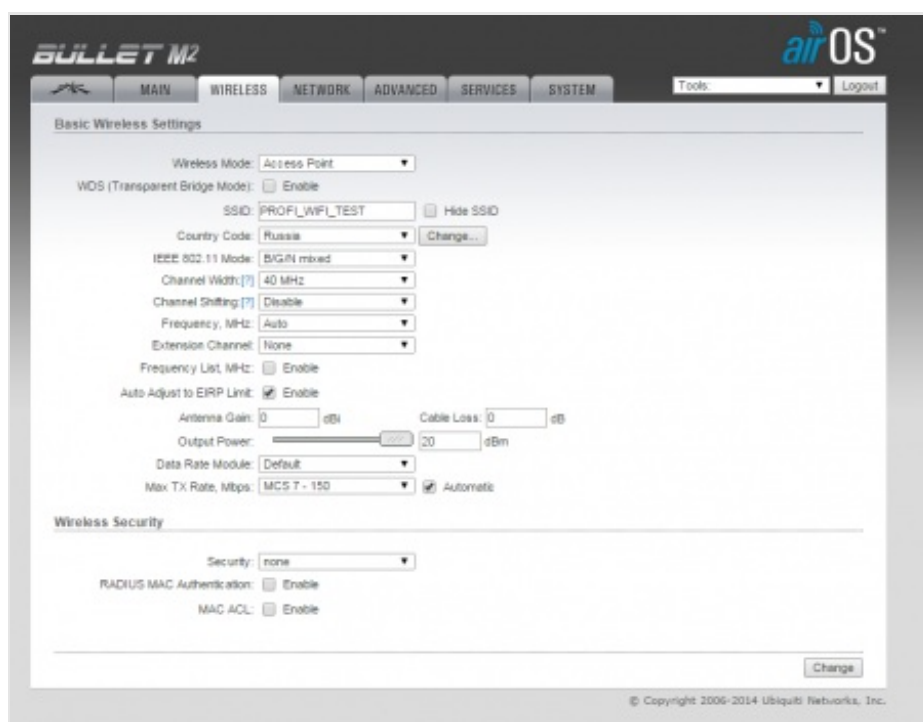 BULLET M2
airOS™
MAIN WIRELESS NETWORK ADVANCED SERVICES SYSTEM Tools: Logout
Basic Wireless Settings
Wireless Mode: Access Point
WDS (Transparent Bridge Mode): Enable
SSID: PROFI_WIFI_TEST Hide SSID
Country Code: Russia Change...
IEEE 802.11 Mode: B/G/N mixed
Channel Width:[?] 40 MHz
Channel Shifting:[?] Disable
Frequency, MHz: Auto
Extension Channel: None
Frequency List, MHz: Enable
Auto Adjust to EIRP Limit: Enable
Antenna Gain: 0 dBi Cable Loss: 0 dB
Output Power: 20 dBm
Data Rate Module: Default
Max TX Rate, Mbps: MCS 7 - 150 Automatic
Wireless Security
Security: none
RADIUS MAC Authentication: Enable
MAC ACL: Enable
Change
© Copyright 2006-2014 Ubiquiti Networks, Inc.